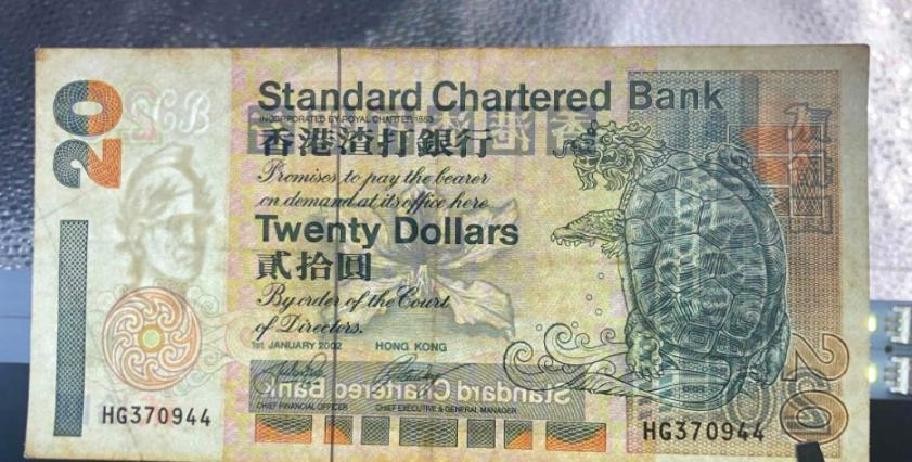 20
Standard Chartered Bank
INCORPORATED BY ROYAL CHARTER 1853
香港渣打銀行
Promises to pay the bearer
on demand at its office here
Twenty Dollars
貳拾圓
By order of the Court
of Directors.
1st JANUARY 2002 HONG KONG
Standard Chartered Bank
CHIEF FINANCIAL OFFICER CHIEF EXECUTIVE & GENERAL MANAGER
HG370944
HG370944
20